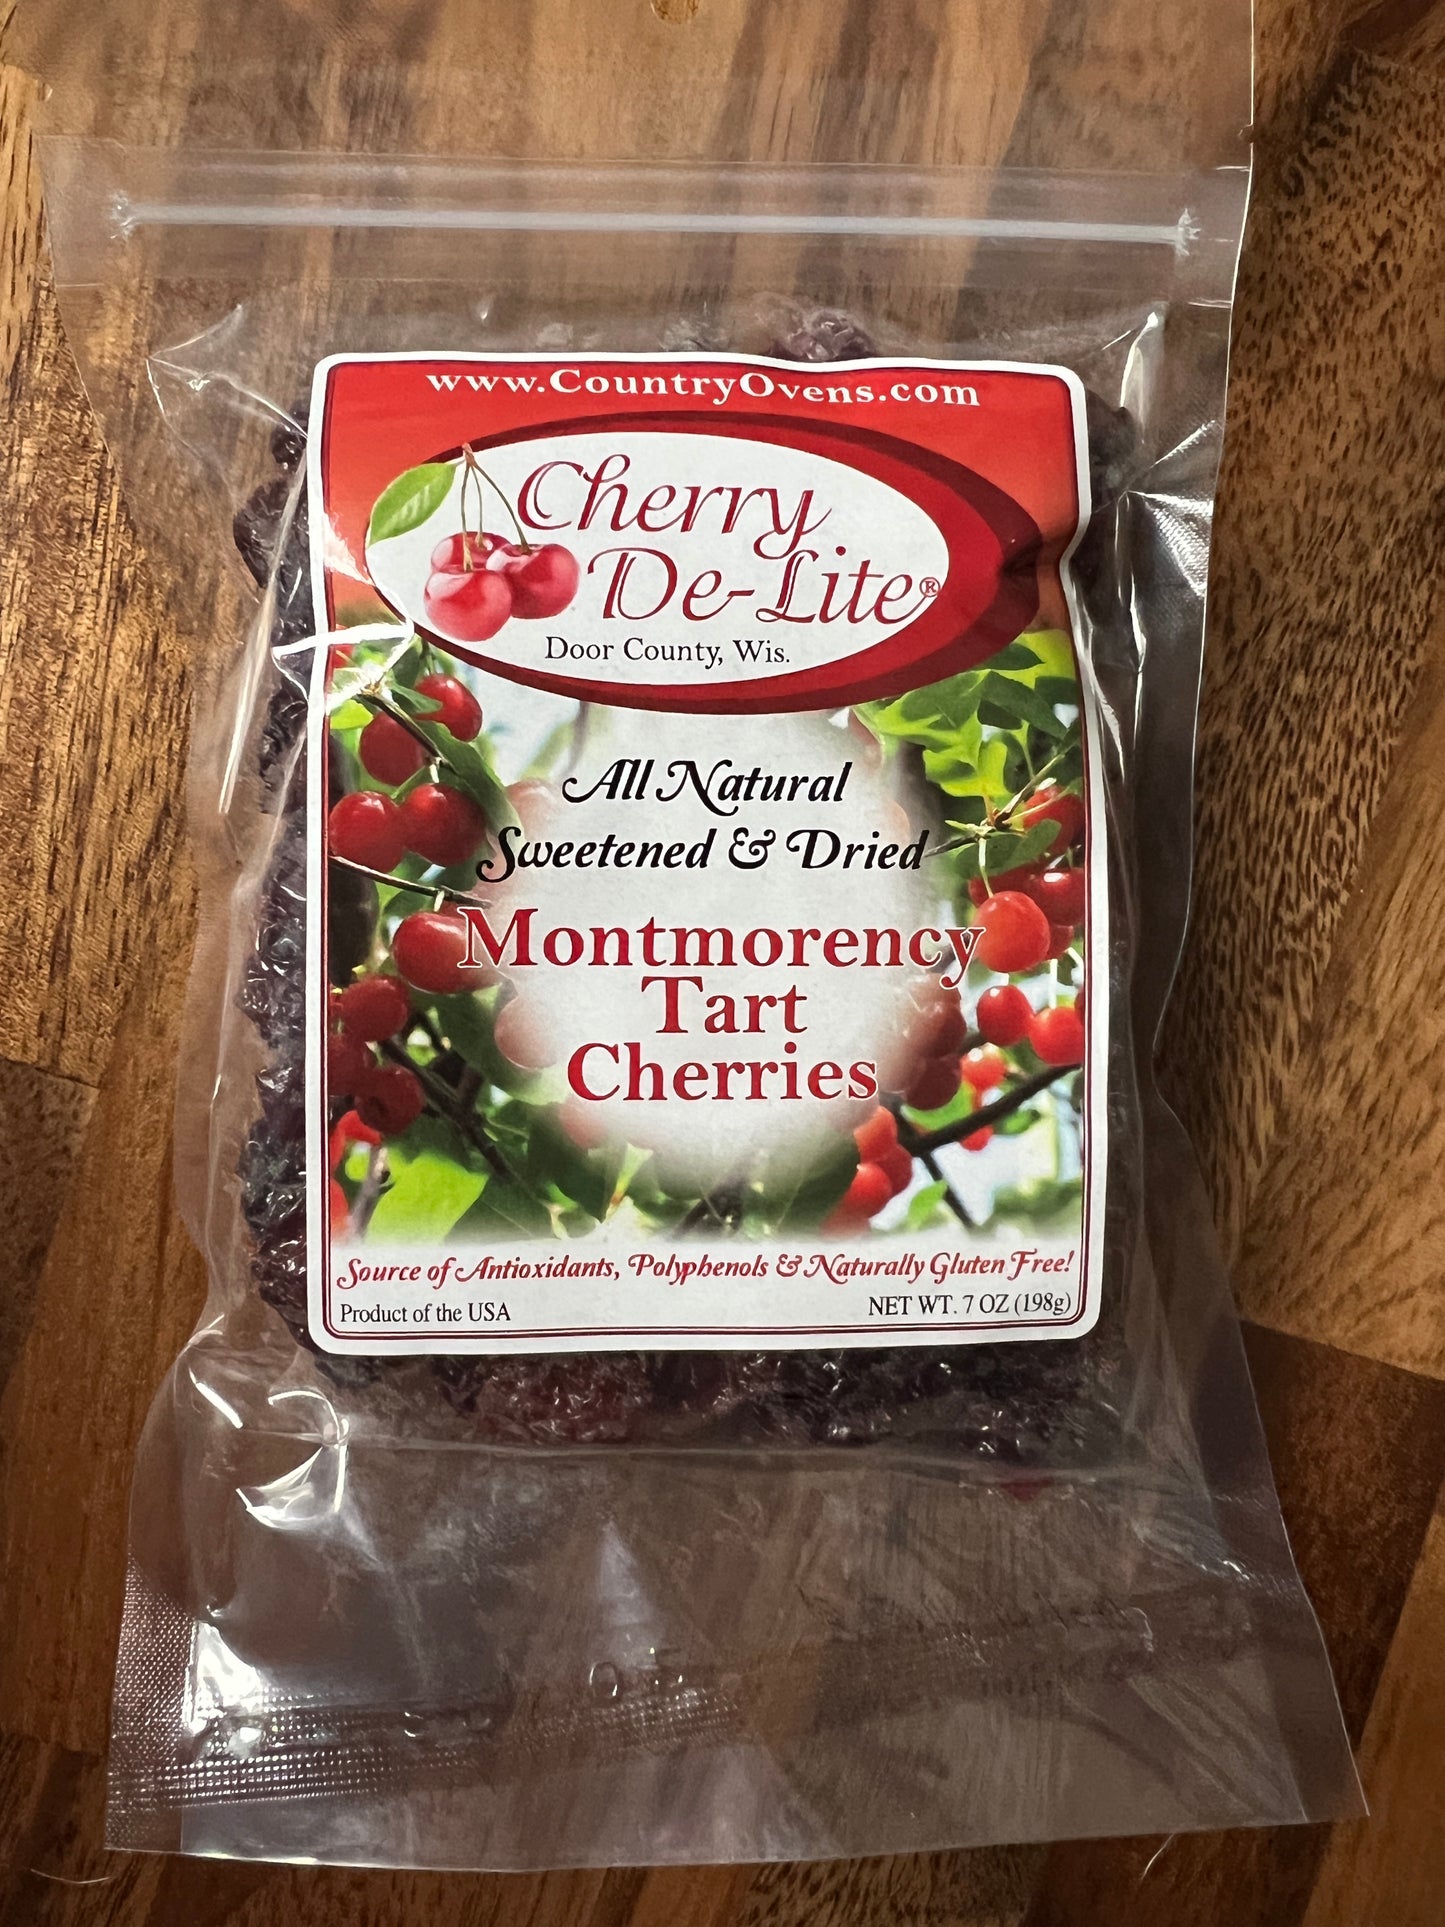 www.CountryOvens.com
Cherry
De-Lite®
Door County, Wis.
All Natural
Sweetened & Dried
Montmorency
Tart
Cherries
Source of Antioxidants, Polyphenols & Naturally Gluten Free!
Product of the USA
NET WT. 7 OZ (198g)